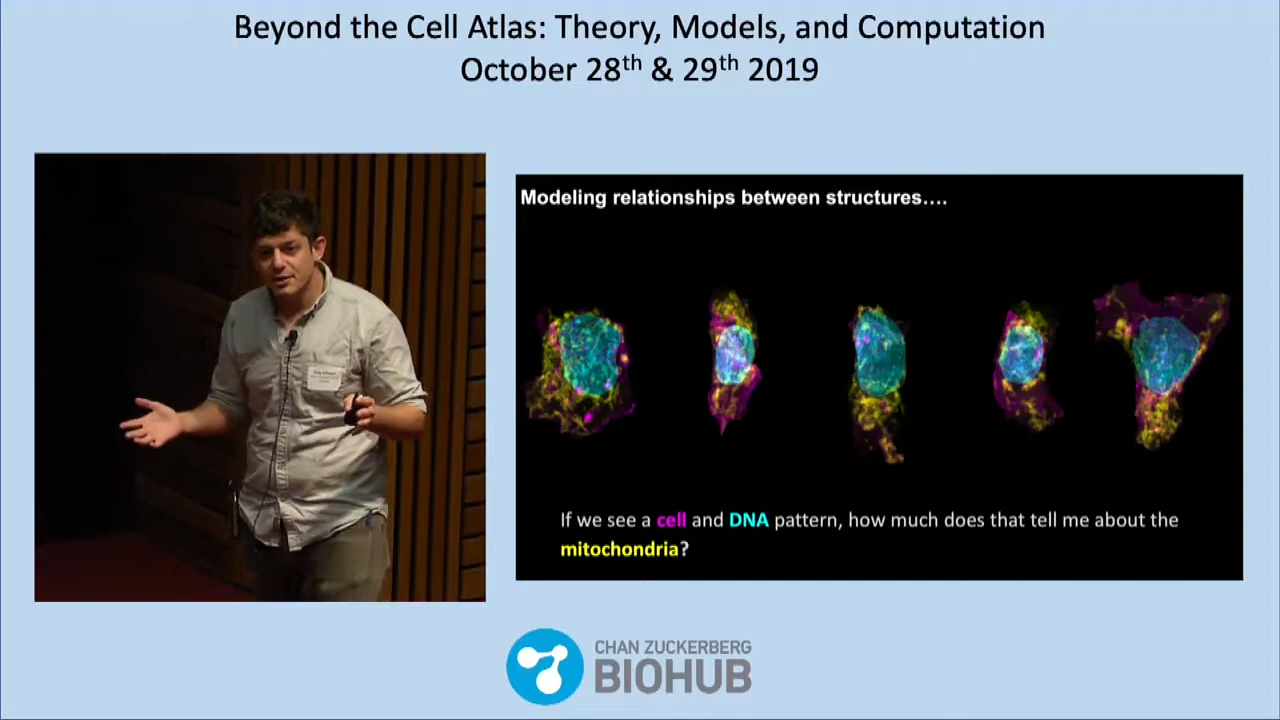 Beyond the Cell Atlas: Theory, Models, and Computation
October 28th & 29th 2019
Modeling relationships between structures....
If we see a cell and DNA pattern, how much does that tell me about the
mitochondria?
CHAN ZUCKERBERG
BIOHUB